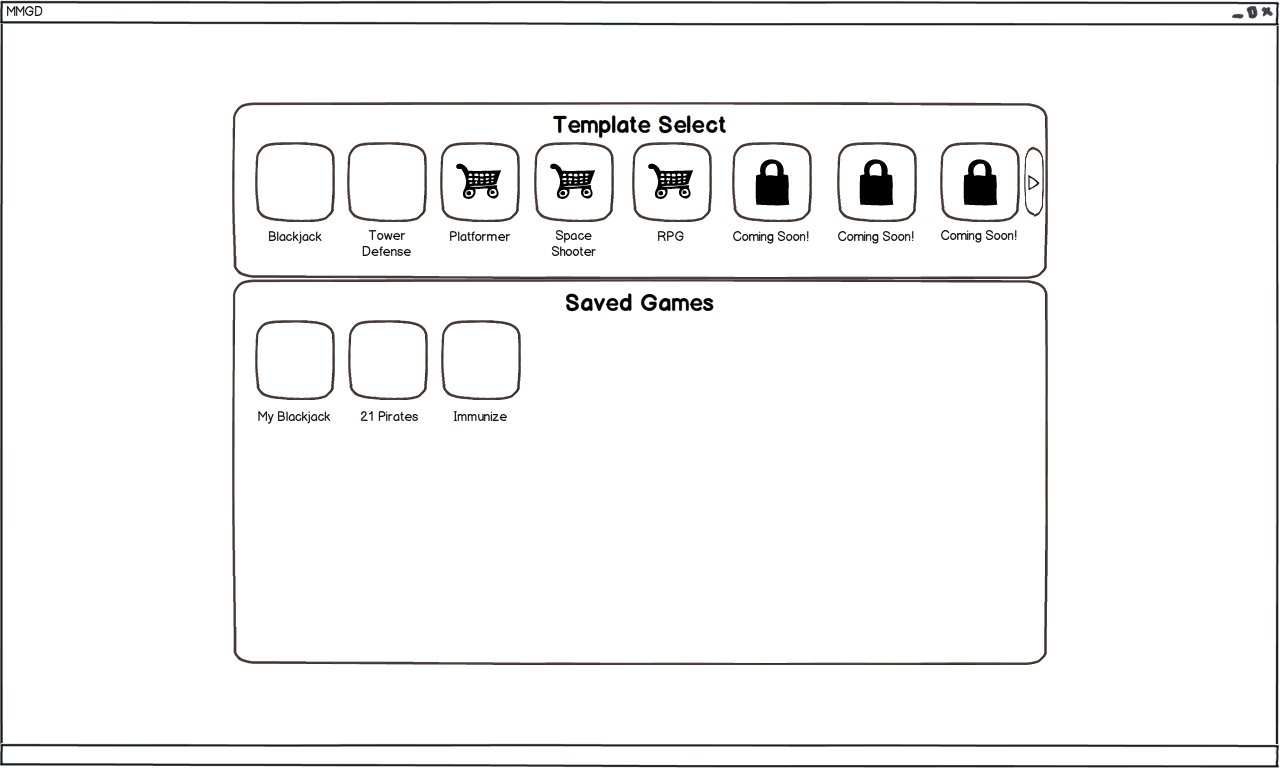 MMGD
Template Select
Blackjack
Tower
Defense
Platformer
Space
Shooter
RPG
Coming Soon!
Coming Soon!
Coming Soon!
Saved Games
My Blackjack
21 Pirates
Immunize